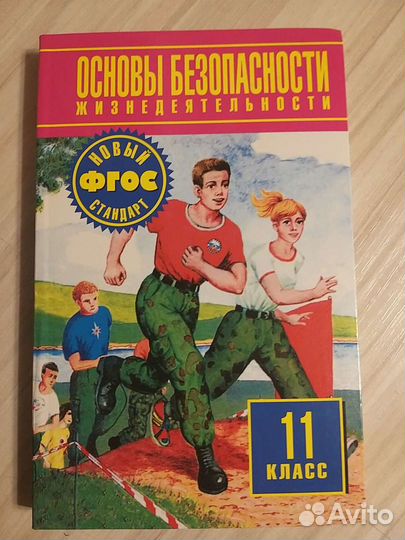 ОСНОВЫ БЕЗОПАСНОСТИ
ЖИЗНЕДЕЯТЕЛЬНОСТИ
НОВЫЙ
ФГОС
СТАНДАРТ
11
КЛАСС
Avito